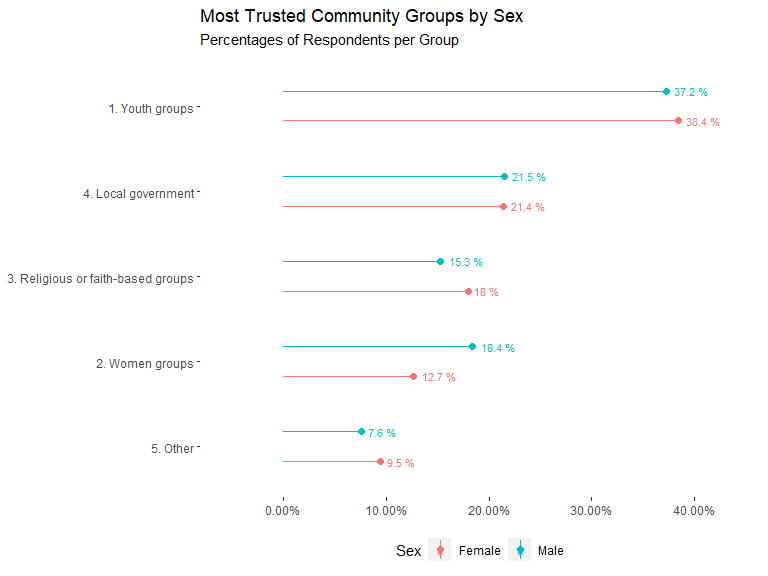 Most Trusted Community Groups by Sex
Percentages of Respondents per Group
1. Youth groups
37.2 %
38.4 %
4. Local government
21.5 %
21.4 %
3. Religious or faith-based groups
15.3 %
18 %
2. Women groups
18.4 %
12.7 %
5. Other
7.6 %
9.5 %
0.00% 10.00% 20.00% 30.00% 40.00%
Sex Female Male